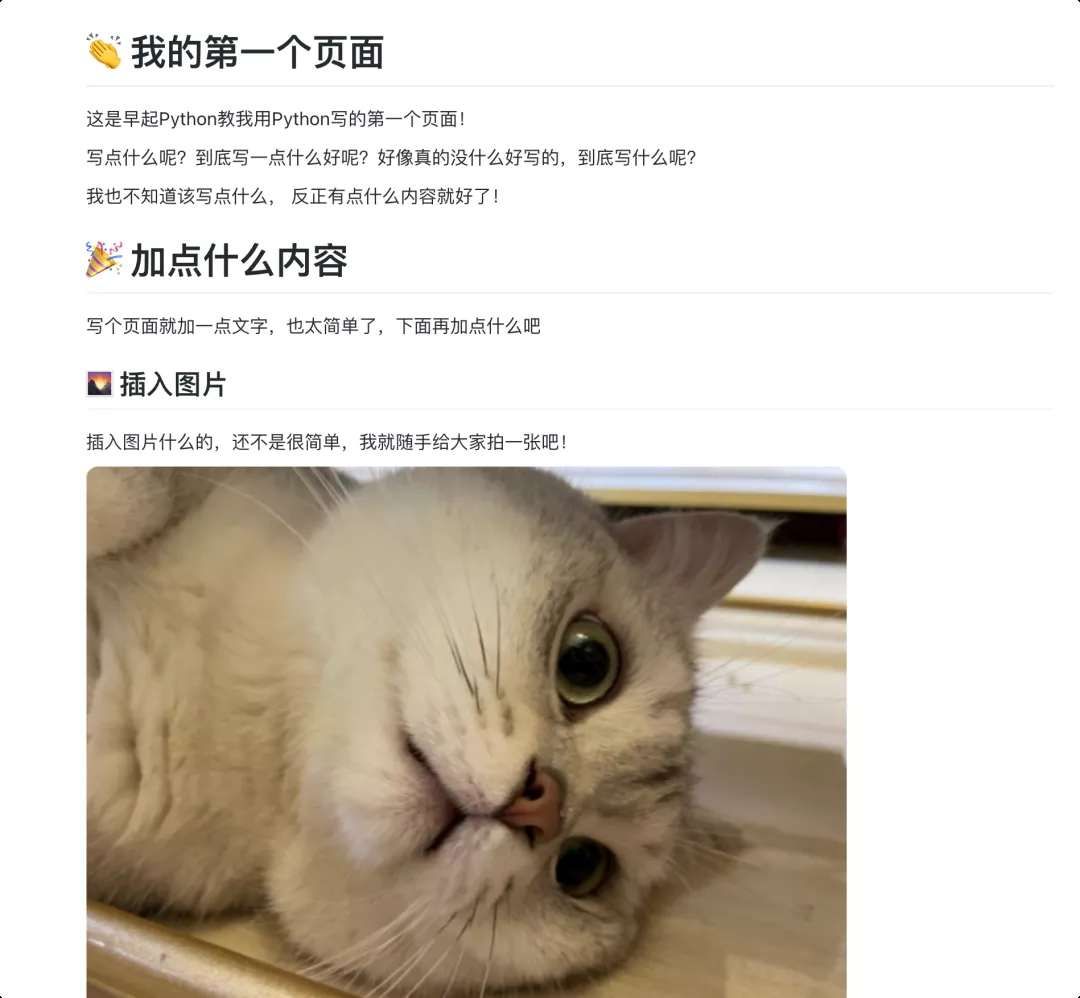 👏 我的第一个页面
这是早起Python教我用Python写的第一个页面！
写点什么呢？到底写一点什么好呢？好像真的没什么好写的，到底写什么呢？
我也不知道该写点什么， 反正有点什么内容就好了！
🎉 加点什么内容
写个页面就加一点文字，也太简单了，下面再加点什么吧
🌄 插入图片
插入图片什么的，还不是很简单，我就随手给大家拍一张吧！